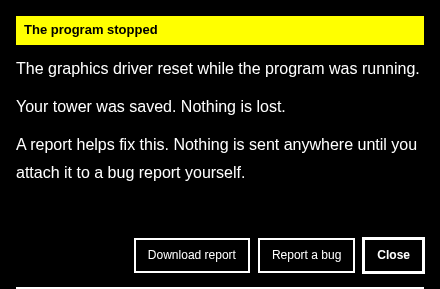 The program stopped
The graphics driver reset while the program was running.
Your tower was saved. Nothing is lost.
A report helps fix this. Nothing is sent anywhere until you
attach it to a bug report yourself.
Download report
Report a bug
Close